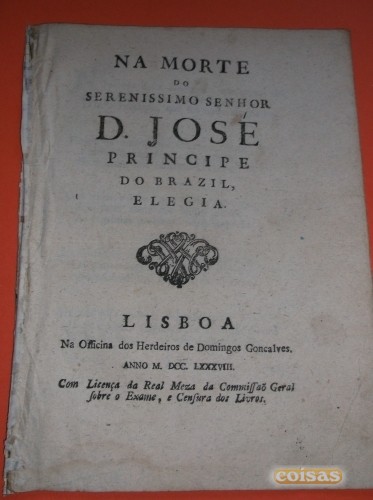 NA MORTE
DO
SERENISSIMO SENHOR
D. JOSÉ
PRINCIPE
DO BRAZIL,
ELEGIA.
LISBOA
Na Officina dos Herdeiros de Domingos Goncalves.
ANNO M. DCC. LXXXVIII.
Com Licença da Real Meza da Commissaõ Geral
sobre o Exame, e Censura dos Livros.
coisas